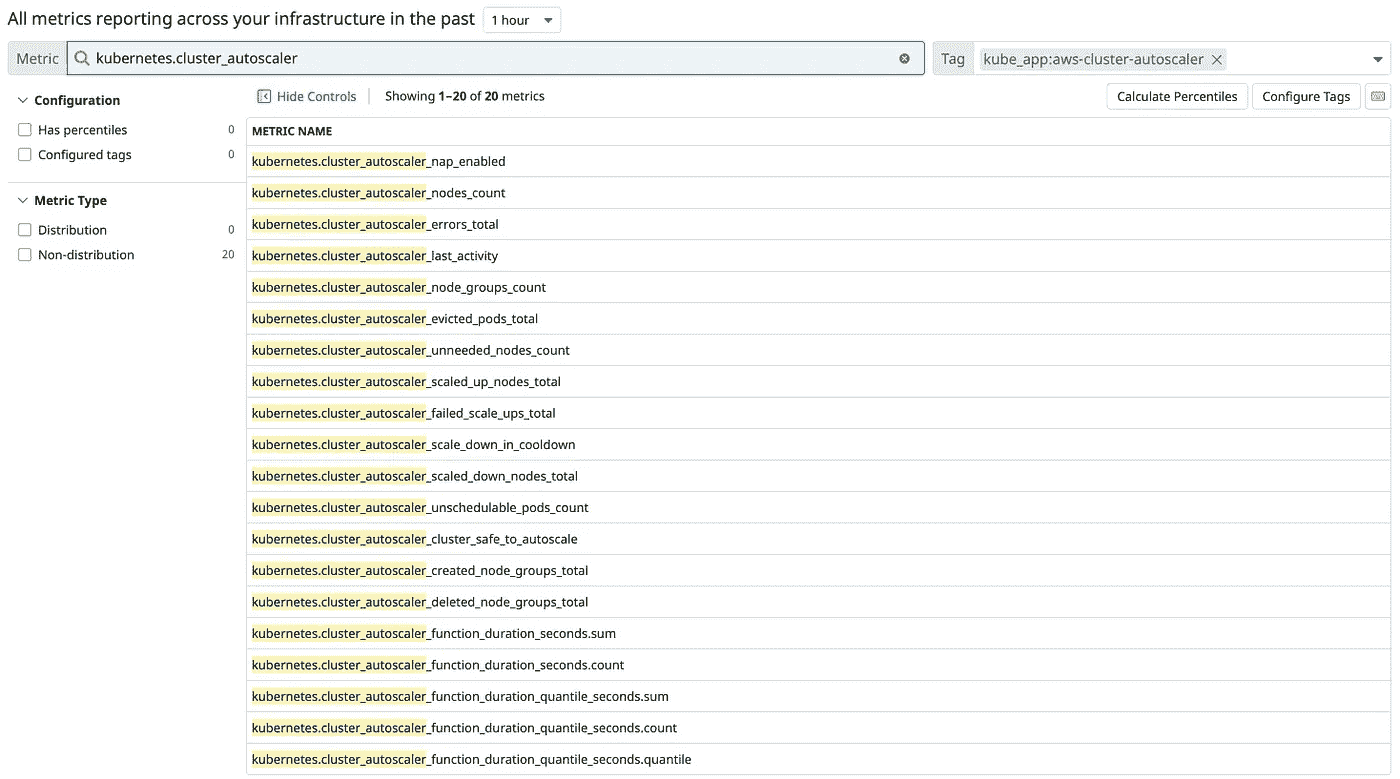 All metrics reporting across your infrastructure in the past 1 hour
Metric kubernetes.cluster_autoscaler Tag kube_app:aws-cluster-autoscaler
Configuration
Has percentiles 0
Configured tags 0
Metric Type
Distribution 0
Non-distribution 20
Hide Controls Showing 1–20 of 20 metrics Calculate Percentiles Configure Tags
METRIC NAME
kubernetes.cluster_autoscaler_nap_enabled
kubernetes.cluster_autoscaler_nodes_count
kubernetes.cluster_autoscaler_errors_total
kubernetes.cluster_autoscaler_last_activity
kubernetes.cluster_autoscaler_node_groups_count
kubernetes.cluster_autoscaler_evicted_pods_total
kubernetes.cluster_autoscaler_unneeded_nodes_count
kubernetes.cluster_autoscaler_scaled_up_nodes_total
kubernetes.cluster_autoscaler_failed_scale_ups_total
kubernetes.cluster_autoscaler_scale_down_in_cooldown
kubernetes.cluster_autoscaler_scaled_down_nodes_total
kubernetes.cluster_autoscaler_unschedulable_pods_count
kubernetes.cluster_autoscaler_cluster_safe_to_autoscale
kubernetes.cluster_autoscaler_created_node_groups_total
kubernetes.cluster_autoscaler_deleted_node_groups_total
kubernetes.cluster_autoscaler_function_duration_seconds.sum
kubernetes.cluster_autoscaler_function_duration_seconds.count
kubernetes.cluster_autoscaler_function_duration_quantile_seconds.sum
kubernetes.cluster_autoscaler_function_duration_quantile_seconds.count
kubernetes.cluster_autoscaler_function_duration_quantile_seconds.quantile